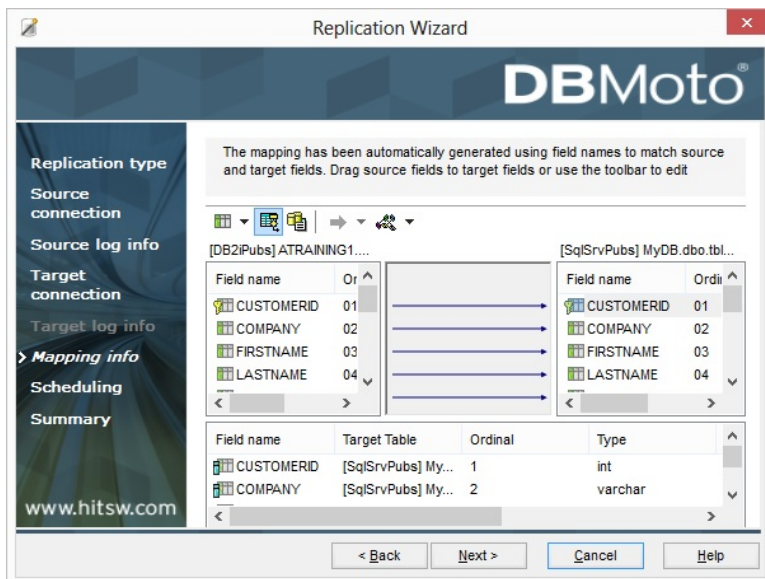 Replication Wizard
DBMoto®
Replication type
Source
connection
Source log info
Target
connection
Target log info
Mapping info
Scheduling
Summary
www.hitsw.com
The mapping has been automatically generated using field names to match source
and target fields. Drag source fields to target fields or use the toolbar to edit
[DB2iPubs] ATRAINING1....
[SqlSrvPubs] MyDB.dbo.tbl...
Field name Or
CUSTOMERID 01
COMPANY 02
FIRSTNAME 03
LASTNAME 04
Field name Ordin
CUSTOMERID 01
COMPANY 02
FIRSTNAME 03
LASTNAME 04
Field name Target Table Ordinal Type
CUSTOMERID [SqlSrvPubs] My... 1 int
COMPANY [SqlSrvPubs] My... 2 varchar
< Back Next > Cancel Help